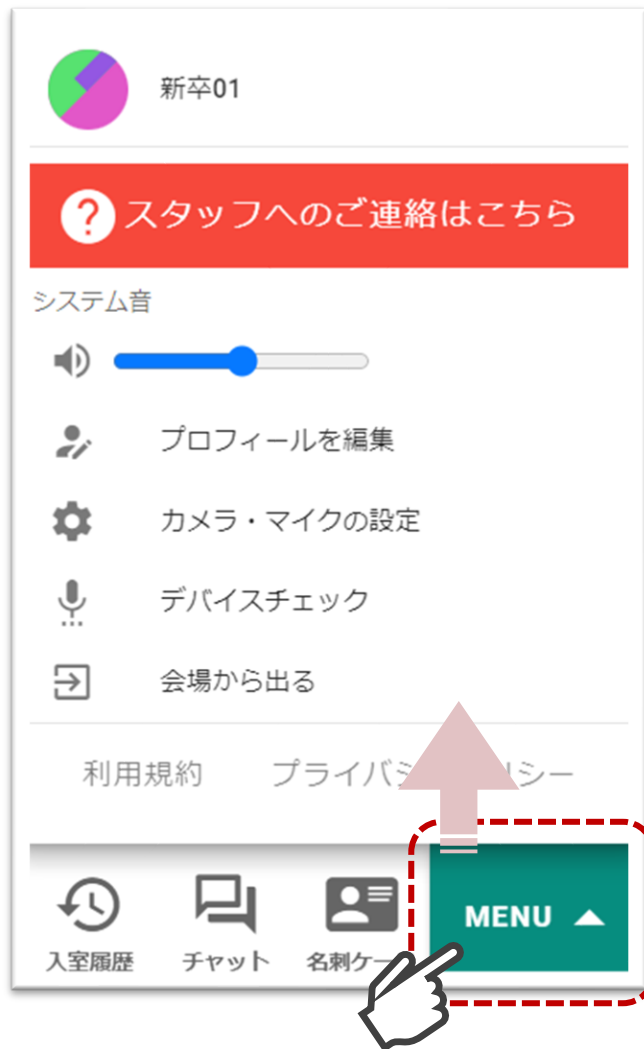 新卒01
? スタッフへのご連絡はこちら
システム音
プロフィールを編集
カメラ・マイクの設定
デバイスチェック
会場から出る
利用規約
入室履歴 チャット MENU